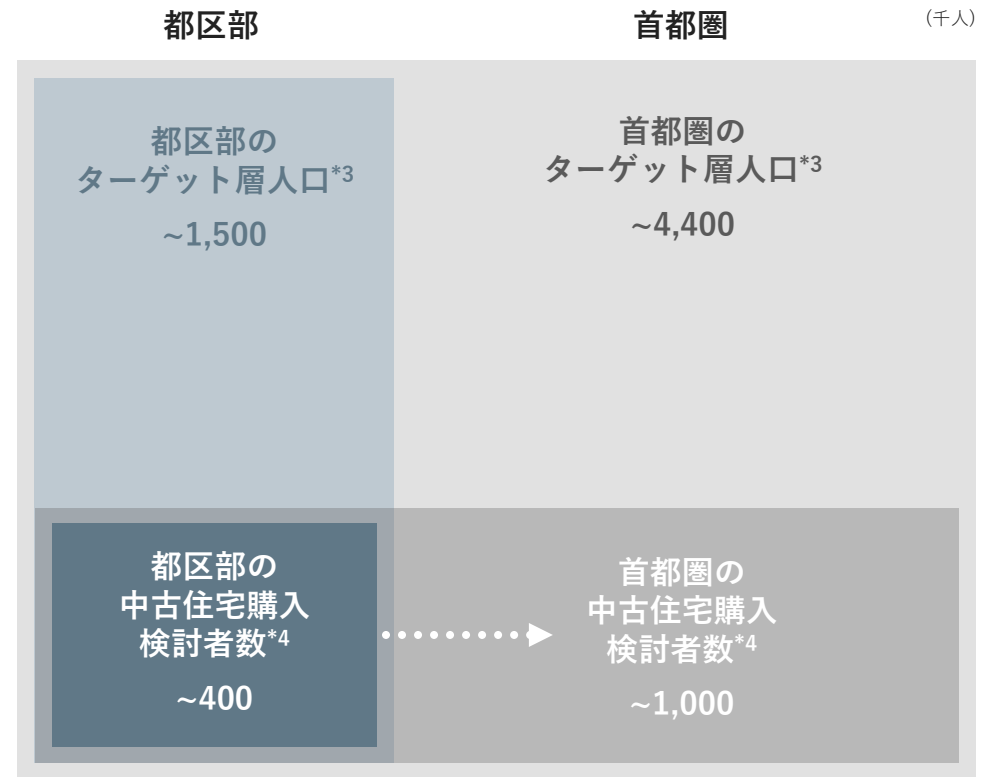 都区部
首都圏
(千人)
都区部の
ターゲット層人口*3
~1,500
首都圏の
ターゲット層人口*3
~4,400
都区部の
中古住宅購入
検討者数*4
~400
首都圏の
中古住宅購入
検討者数*4
~1,000